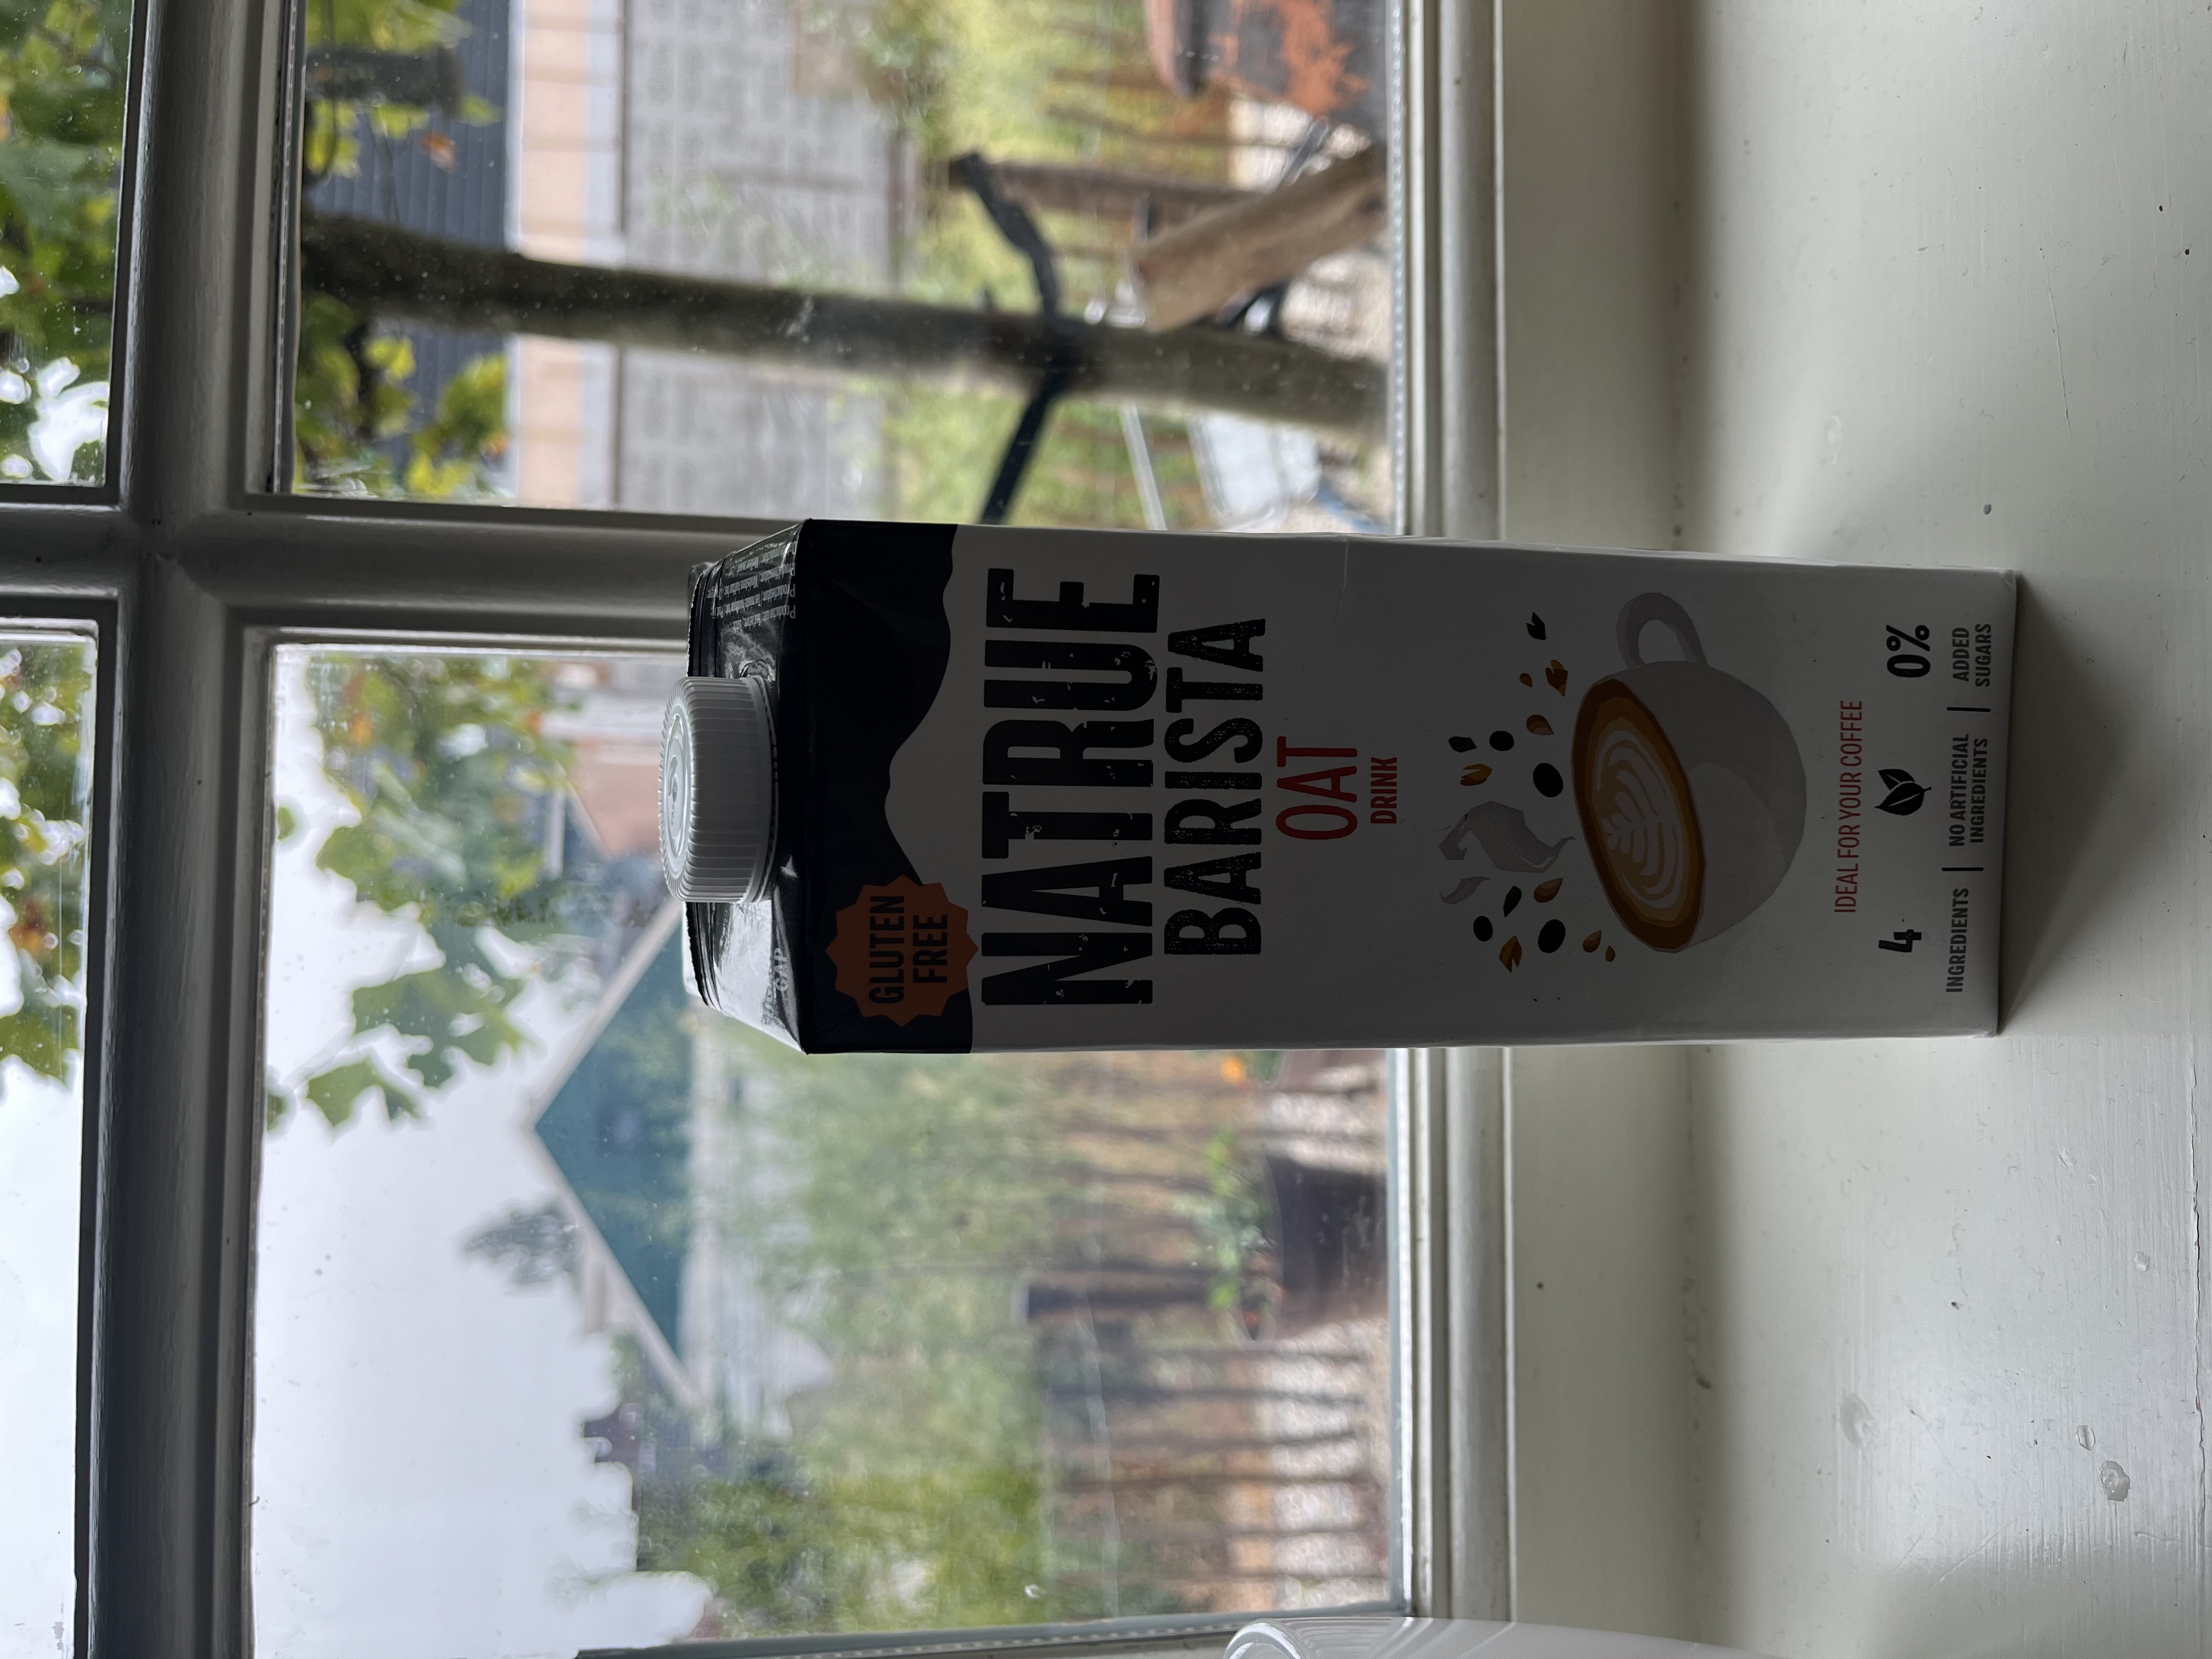 GLUTEN
FREE
NATRUE
BARISTA
OAT
DRINK
IDEAL FOR YOUR COFFEE
4
INGREDIENTS
NO ARTIFICIAL
INGREDIENTS
0%
ADDED
SUGARS